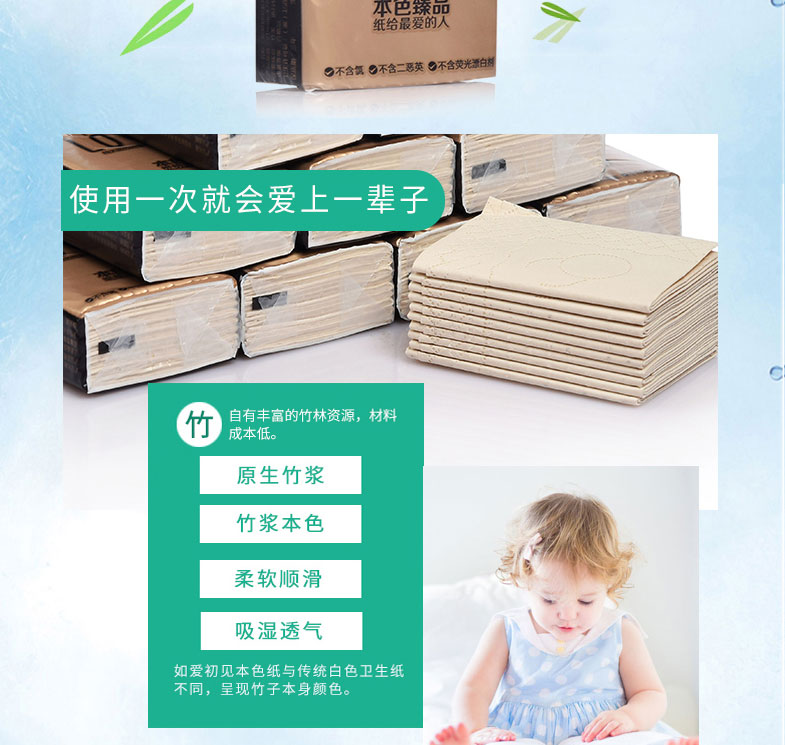 本色臻品
纸给最爱的人
不含氯 不含二恶英 不含荧光漂白剂
使用一次就会爱上一辈子
竹
自有丰富的竹林资源，材料
成本低。
原生竹浆
竹浆本色
柔软顺滑
吸湿透气
如爱初见本色纸与传统白色卫生纸
不同，呈现竹子本身颜色。